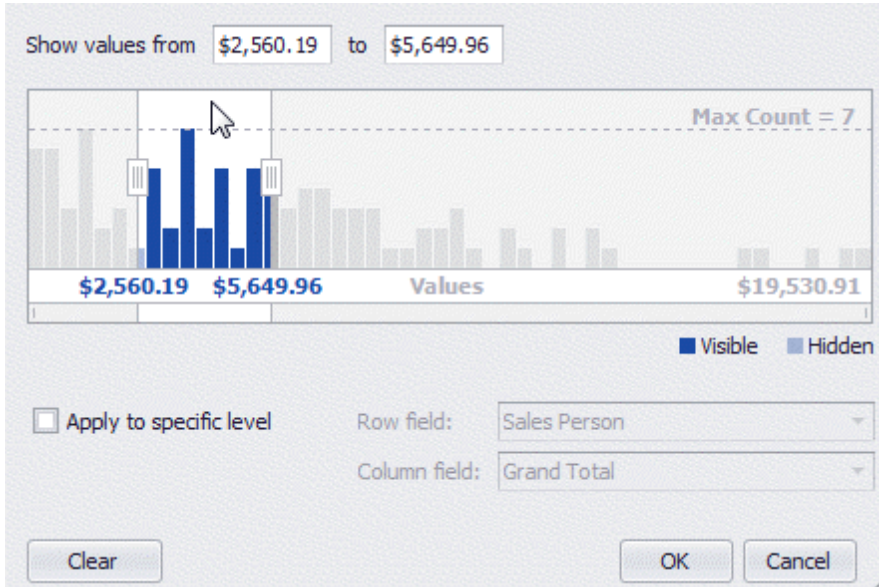 Show values from $2,560.19 to $5,649.96
Max Count = 7
$2,560.19 $5,649.96 Values $19,530.91
Visible Hidden
Apply to specific level Row field: Sales Person
Column field: Grand Total
Clear OK Cancel